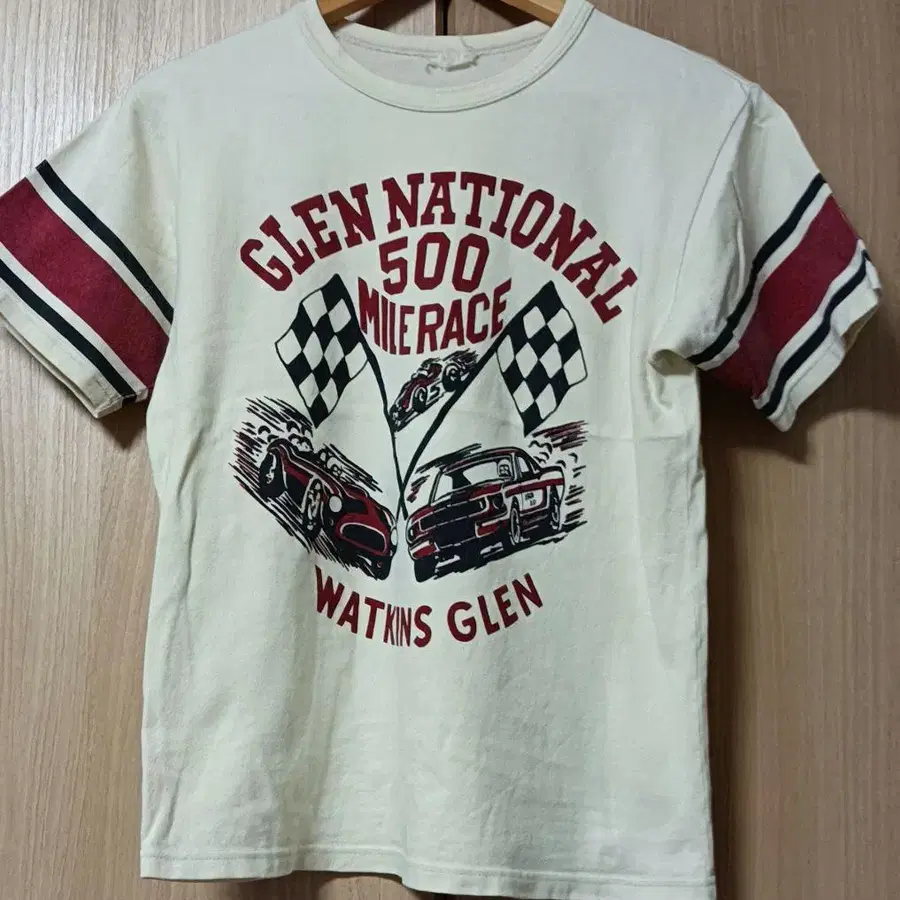 GLEN NATIONAL
500
MILE RACE
WATKINS GLEN